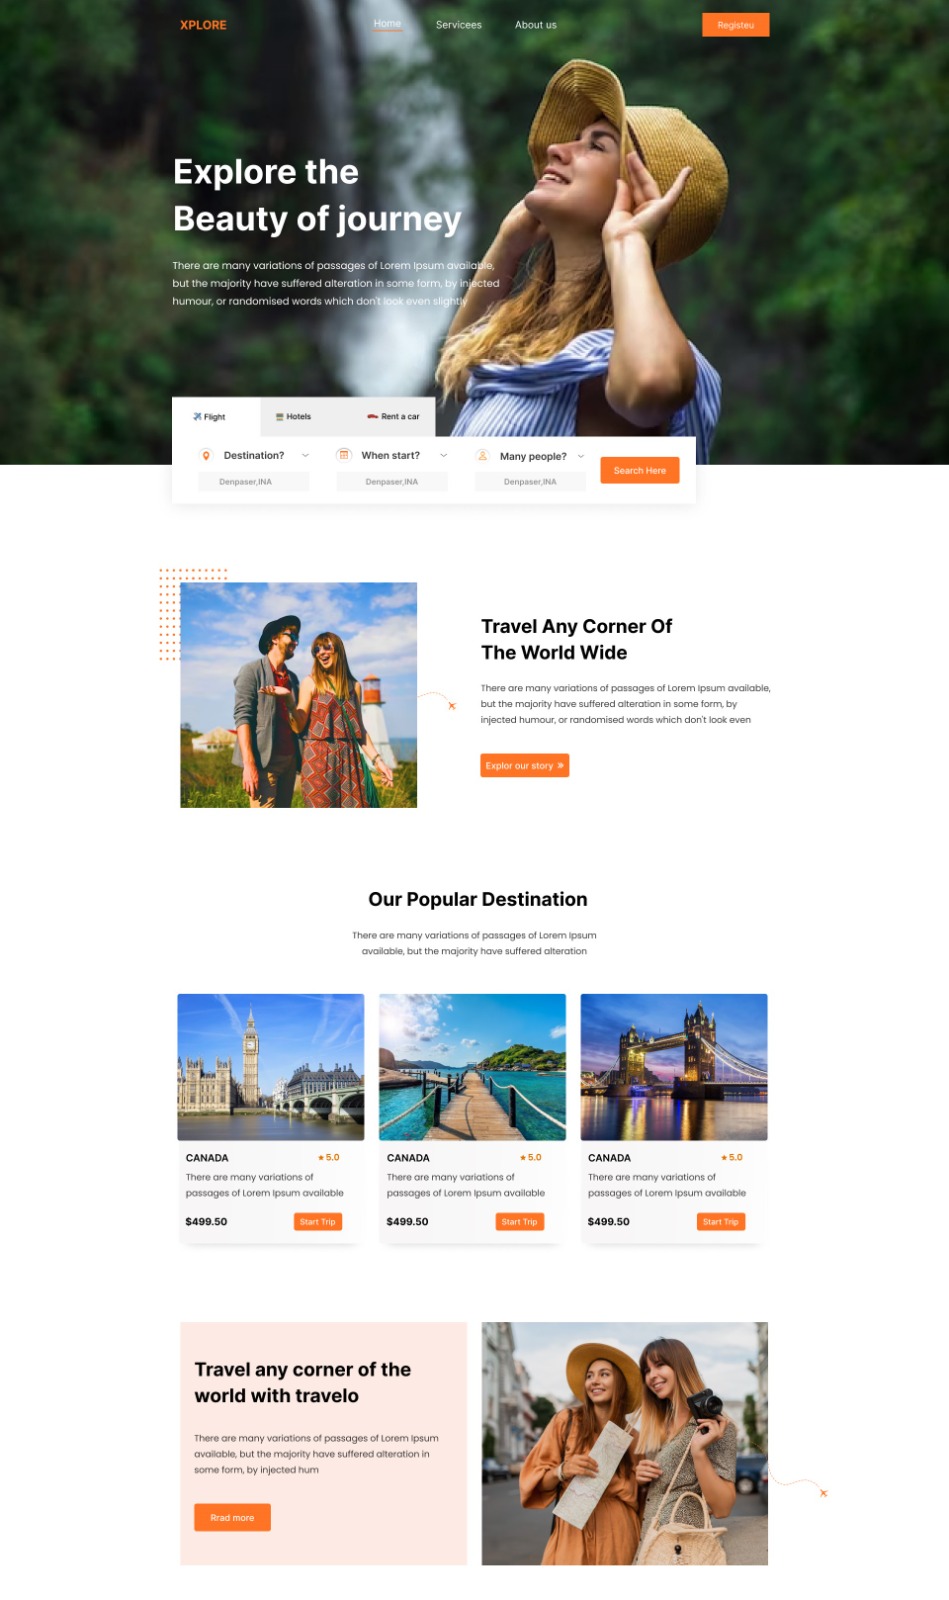 XPLORE
Home
Servicees
About us
Registeu
Explore the
Beauty of journey
There are many variations of passages of Lorem Ipsum available,
but the majority have suffered alteration in some form, by injected
humour, or randomised words which don't look even slightly
Flight
Hotels
Rent a car
Destination?
When start?
Many people?
Denpaser,INA
Denpaser,INA
Denpaser,INA
Search Here
Travel Any Corner Of
The World Wide
There are many variations of passages of Lorem Ipsum available,
but the majority have suffered alteration in some form, by
injected humour, or randomised words which don't look even
Explor our story »
Our Popular Destination
There are many variations of passages of Lorem Ipsum
available, but the majority have suffered alteration
CANADA
★5.0
There are many variations of
passages of Lorem Ipsum available
$499.50
Start Trip
CANADA
★5.0
There are many variations of
passages of Lorem Ipsum available
$499.50
Start Trip
CANADA
★5.0
There are many variations of
passages of Lorem Ipsum available
$499.50
Start Trip
Travel any corner of the
world with travelo
There are many variations of passages of Lorem Ipsum
available, but the majority have suffered alteration in
some form, by injected hum
Rrad more